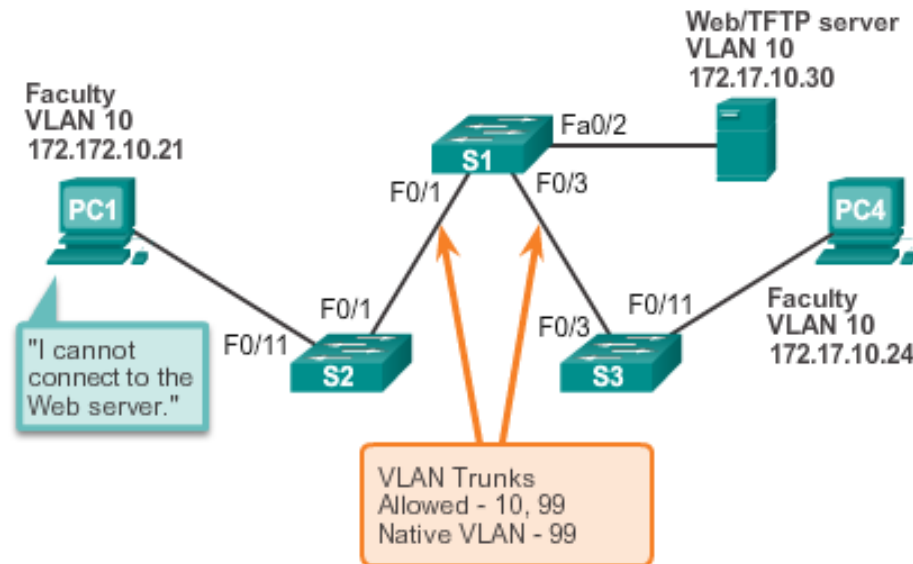 Web/TFTP server
VLAN 10
172.17.10.30
Faculty
VLAN 10
172.172.10.21
PC1
S1
Fa0/2
F0/1
F0/3
PC4
Faculty
VLAN 10
172.17.10.24
F0/1
F0/11
S2
F0/3
F0/11
S3
"I cannot
connect to the
Web server."
VLAN Trunks
Allowed - 10, 99
Native VLAN - 99